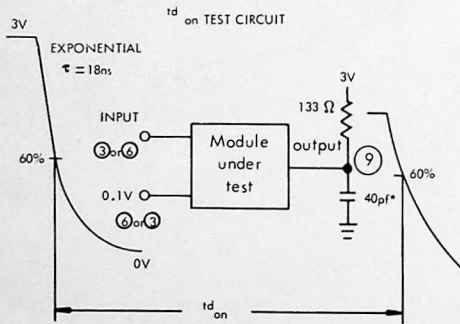 td on TEST CIRCUIT
3V
EXPONENTIAL
τ = 18ns
3V
INPUT
133 Ω
3 or 6
Module
under
test
output
9
60%
60%
0.1V
40pf*
6 or 3
0V
td on